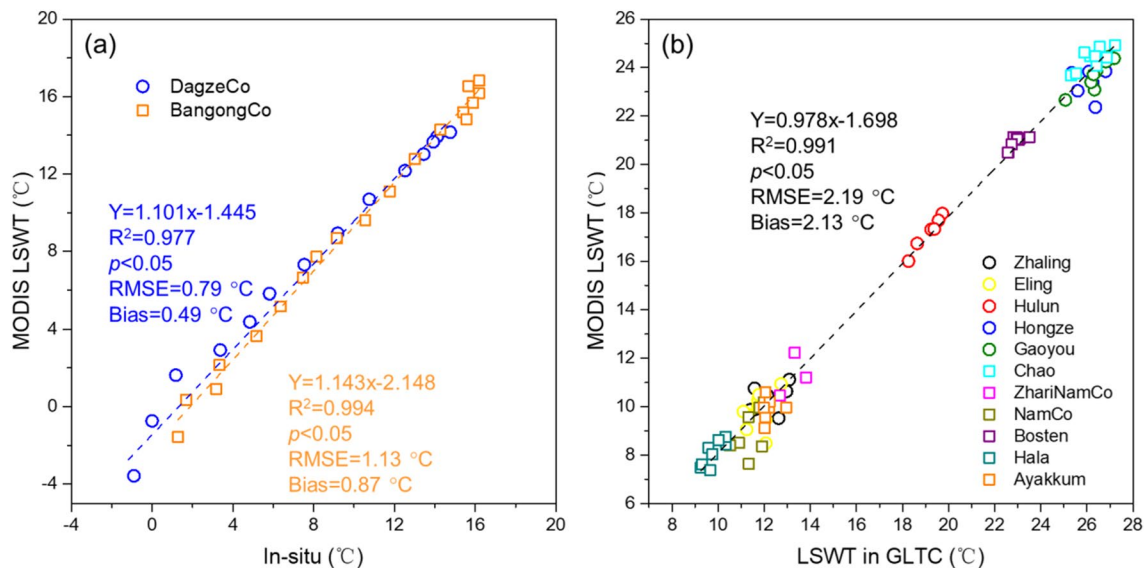 (a)
DagzeCo
BangongCo
Y=1.101x-1.445
R²=0.977
p<0.05
RMSE=0.79 °C
Bias=0.49 °C
Y=1.143x-2.148
R²=0.994
p<0.05
RMSE=1.13 °C
Bias=0.87 °C
MODIS LSWT (℃)
20
16
12
8
4
0
-4
-4 0 4 8 12 16 20
In-situ (℃)
(b)
Y=0.978x-1.698
R²=0.991
p<0.05
RMSE=2.19 °C
Bias=2.13 °C
Zhaling
Eling
Hulun
Hongze
Gaoyou
Chao
ZhariNamCo
NamCo
Bosten
Hala
Ayakkum
MODIS LSWT (℃)
26
24
22
20
18
16
14
12
10
8
6
8 10 12 14 16 18 20 22 24 26 28
LSWT in GLTC (℃)